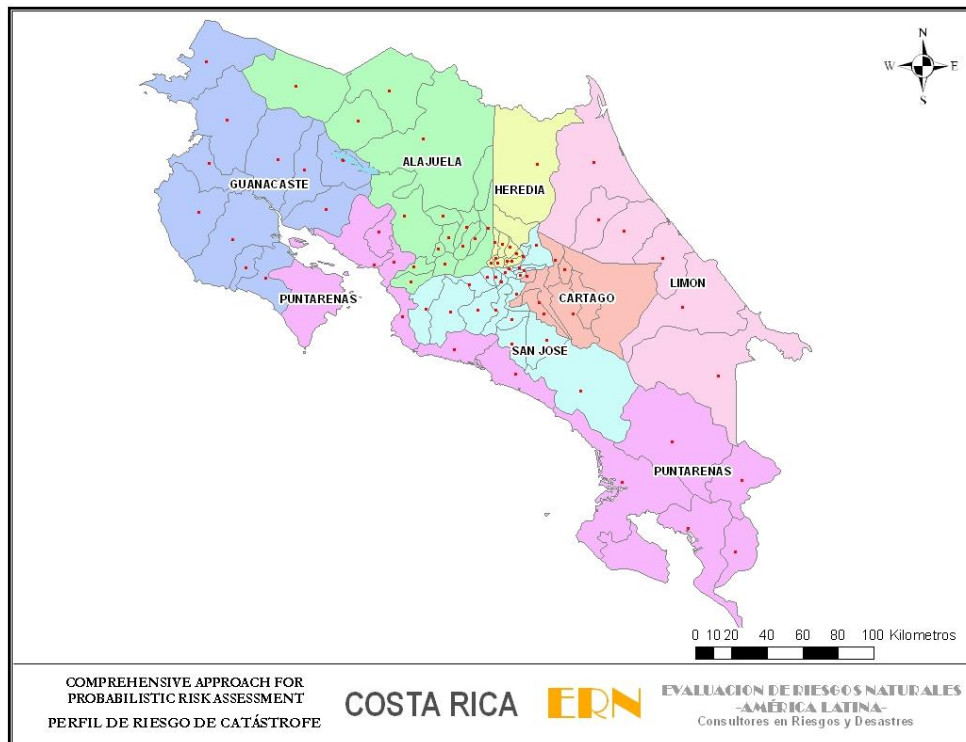 N
W E
S
ALAJUELA
HEREDIA
GUANACASTE
LIMON
PUNTARENAS
CARTAGO
SAN JOSE
PUNTARENAS
0 10 20 40 60 80 100 Kilometros
COMPREHENSIVE APPROACH FOR
PROBABILISTIC RISK ASSESSMENT
PERFIL DE RIESGO DE CATÁSTROFE
COSTA RICA
ERN
EVALUACION DE RIESGOS NATURALES
-AMÉRICA LATINA-
Consultores en Riesgos y Desastres